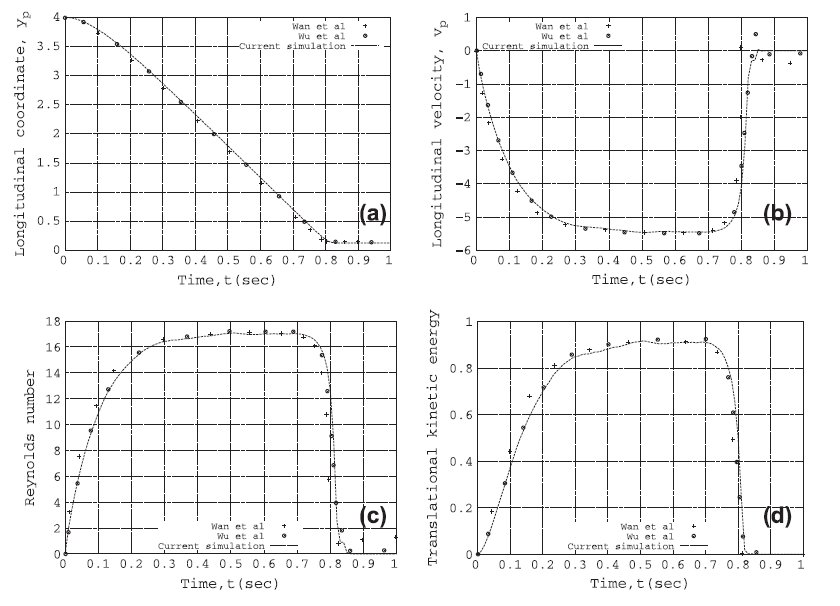 Longitudinal coordinate, yp
4
3.5
3
2.5
2
1.5
1
0.5
0
Wan et al
Wu et al
Current simulation
(a)
0 0.1 0.2 0.3 0.4 0.5 0.6 0.7 0.8 0.9 1
Time,t(sec)
Longitudinal velocity, vp
1
0
−1
−2
−3
−4
−5
−6
Wan et al
Wu et al
Current simulation
(b)
0 0.1 0.2 0.3 0.4 0.5 0.6 0.7 0.8 0.9 1
Time,t(sec)
Reynolds number
18
16
14
12
10
8
6
4
2
0
Wan et al
Wu et al
Current simulation
(c)
0 0.1 0.2 0.3 0.4 0.5 0.6 0.7 0.8 0.9 1
Time,t(sec)
Translational kinetic energy
1
0.8
0.6
0.4
0.2
0
Wan et al
Wu et al
Current simulation
(d)
0 0.1 0.2 0.3 0.4 0.5 0.6 0.7 0.8 0.9 1
Time,t(sec)